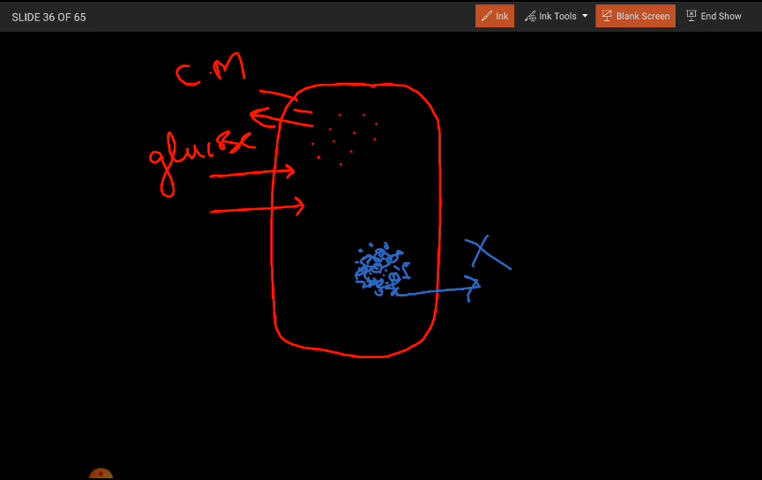 SLIDE 36 OF 65
Ink
Ink Tools
Blank Screen
End Show
C.M
glucose